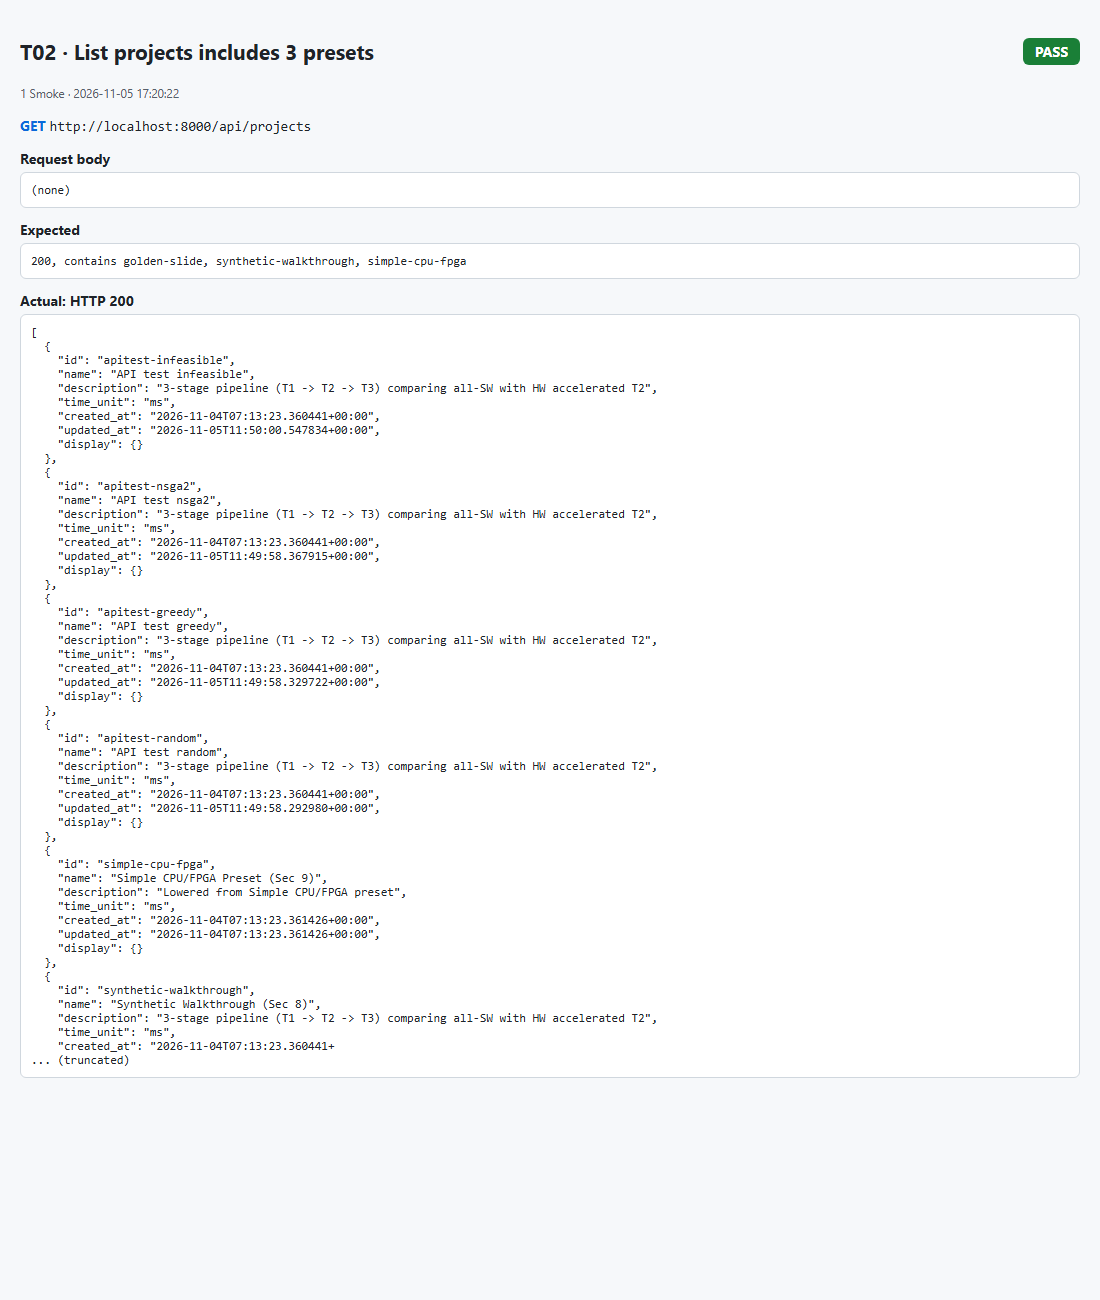 T02 · List projects includes 3 presets
PASS
1 Smoke · 2026-11-05 17:20:22
GET http://localhost:8000/api/projects
Request body
(none)
Expected
200, contains golden-slide, synthetic-walkthrough, simple-cpu-fpga
Actual: HTTP 200
[
  {
    "id": "apitest-infeasible",
    "name": "API test infeasible",
    "description": "3-stage pipeline (T1 -> T2 -> T3) comparing all-SW with HW accelerated T2",
    "time_unit": "ms",
    "created_at": "2026-11-04T07:13:23.360441+00:00",
    "updated_at": "2026-11-05T11:50:00.547834+00:00",
    "display": {}
  },
  {
    "id": "apitest-nsga2",
    "name": "API test nsga2",
    "description": "3-stage pipeline (T1 -> T2 -> T3) comparing all-SW with HW accelerated T2",
    "time_unit": "ms",
    "created_at": "2026-11-04T07:13:23.360441+00:00",
    "updated_at": "2026-11-05T11:49:58.367915+00:00",
    "display": {}
  },
  {
    "id": "apitest-greedy",
    "name": "API test greedy",
    "description": "3-stage pipeline (T1 -> T2 -> T3) comparing all-SW with HW accelerated T2",
    "time_unit": "ms",
    "created_at": "2026-11-04T07:13:23.360441+00:00",
    "updated_at": "2026-11-05T11:49:58.329722+00:00",
    "display": {}
  },
  {
    "id": "apitest-random",
    "name": "API test random",
    "description": "3-stage pipeline (T1 -> T2 -> T3) comparing all-SW with HW accelerated T2",
    "time_unit": "ms",
    "created_at": "2026-11-04T07:13:23.360441+00:00",
    "updated_at": "2026-11-05T11:49:58.292980+00:00",
    "display": {}
  },
  {
    "id": "simple-cpu-fpga",
    "name": "Simple CPU/FPGA Preset (Sec 9)",
    "description": "Lowered from Simple CPU/FPGA preset",
    "time_unit": "ms",
    "created_at": "2026-11-04T07:13:23.361426+00:00",
    "updated_at": "2026-11-04T07:13:23.361426+00:00",
    "display": {}
  },
  {
    "id": "synthetic-walkthrough",
    "name": "Synthetic Walkthrough (Sec 8)",
    "description": "3-stage pipeline (T1 -> T2 -> T3) comparing all-SW with HW accelerated T2",
    "time_unit": "ms",
    "created_at": "2026-11-04T07:13:23.360441+
... (truncated)